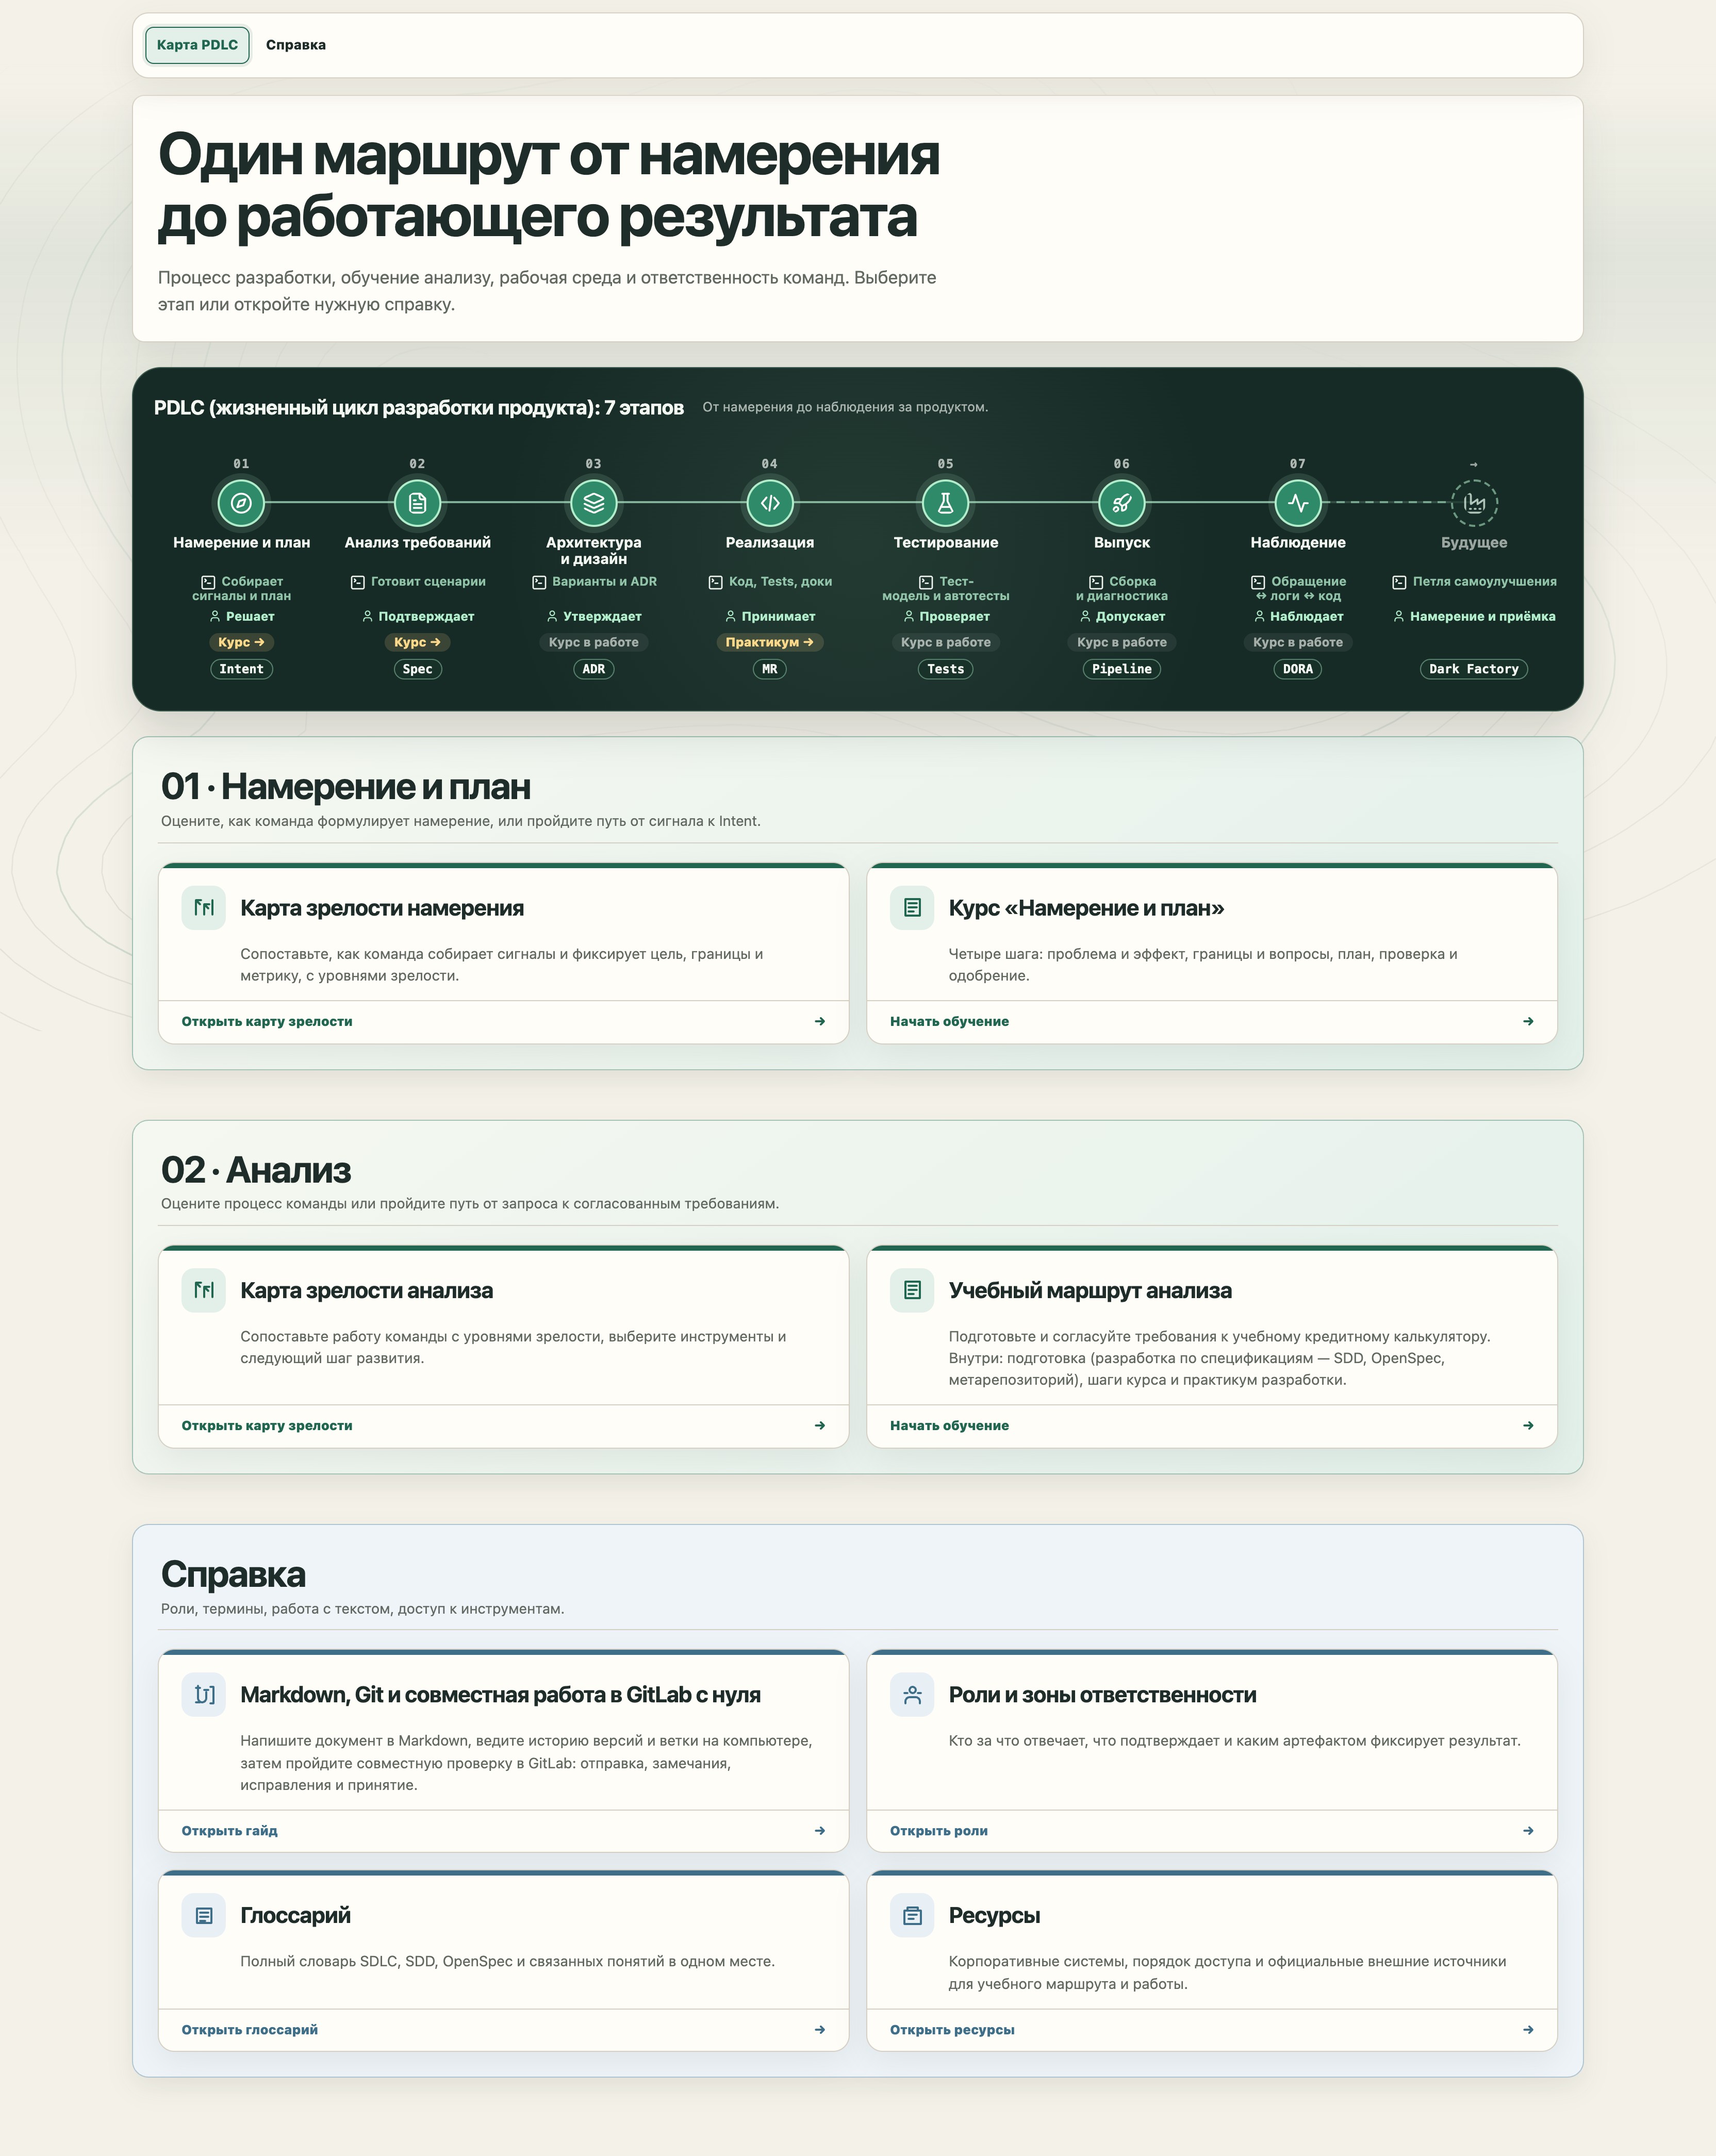 Карта PDLC
Справка
Один маршрут от намерения
до работающего результата
Процесс разработки, обучение анализу, рабочая среда и ответственность команд. Выберите
этап или откройте нужную справку.
PDLC (жизненный цикл разработки продукта): 7 этапов
От намерения до наблюдения за продуктом.
01
Намерение и план
Собирает
сигналы и план
Решает
Курс →
Intent
02
Анализ требований
Готовит сценарии
Подтверждает
Курс →
Spec
03
Архитектура
и дизайн
Варианты и ADR
Утверждает
Курс в работе
ADR
04
Реализация
Код, Tests, доки
Принимает
Практикум →
MR
05
Тестирование
Тест-
модель и автотесты
Проверяет
Курс в работе
Tests
06
Выпуск
Сборка
и диагностика
Допускает
Курс в работе
Pipeline
07
Наблюдение
Обращение
↔ логи ↔ код
Наблюдает
Курс в работе
DORA
→
Будущее
Петля самоулучшения
Намерение и приёмка
Dark Factory
01 · Намерение и план
Оцените, как команда формулирует намерение, или пройдите путь от сигнала к Intent.
Карта зрелости намерения
Сопоставьте, как команда собирает сигналы и фиксирует цель, границы и
метрику, с уровнями зрелости.
Открыть карту зрелости →
Курс «Намерение и план»
Четыре шага: проблема и эффект, границы и вопросы, план, проверка и
одобрение.
Начать обучение →
02 · Анализ
Оцените процесс команды или пройдите путь от запроса к согласованным требованиям.
Карта зрелости анализа
Сопоставьте работу команды с уровнями зрелости, выберите инструменты и
следующий шаг развития.
Открыть карту зрелости →
Учебный маршрут анализа
Подготовьте и согласуйте требования к учебному кредитному калькулятору.
Внутри: подготовка (разработка по спецификациям — SDD, OpenSpec,
метарепозиторий), шаги курса и практикум разработки.
Начать обучение →
Справка
Роли, термины, работа с текстом, доступ к инструментам.
Markdown, Git и совместная работа в GitLab с нуля
Напишите документ в Markdown, ведите историю версий и ветки на компьютере,
затем пройдите совместную проверку в GitLab: отправка, замечания,
исправления и принятие.
Открыть гайд →
Роли и зоны ответственности
Кто за что отвечает, что подтверждает и каким артефактом фиксирует результат.
Открыть роли →
Глоссарий
Полный словарь SDLC, SDD, OpenSpec и связанных понятий в одном месте.
Открыть глоссарий →
Ресурсы
Корпоративные системы, порядок доступа и официальные внешние источники
для учебного маршрута и работы.
Открыть ресурсы →